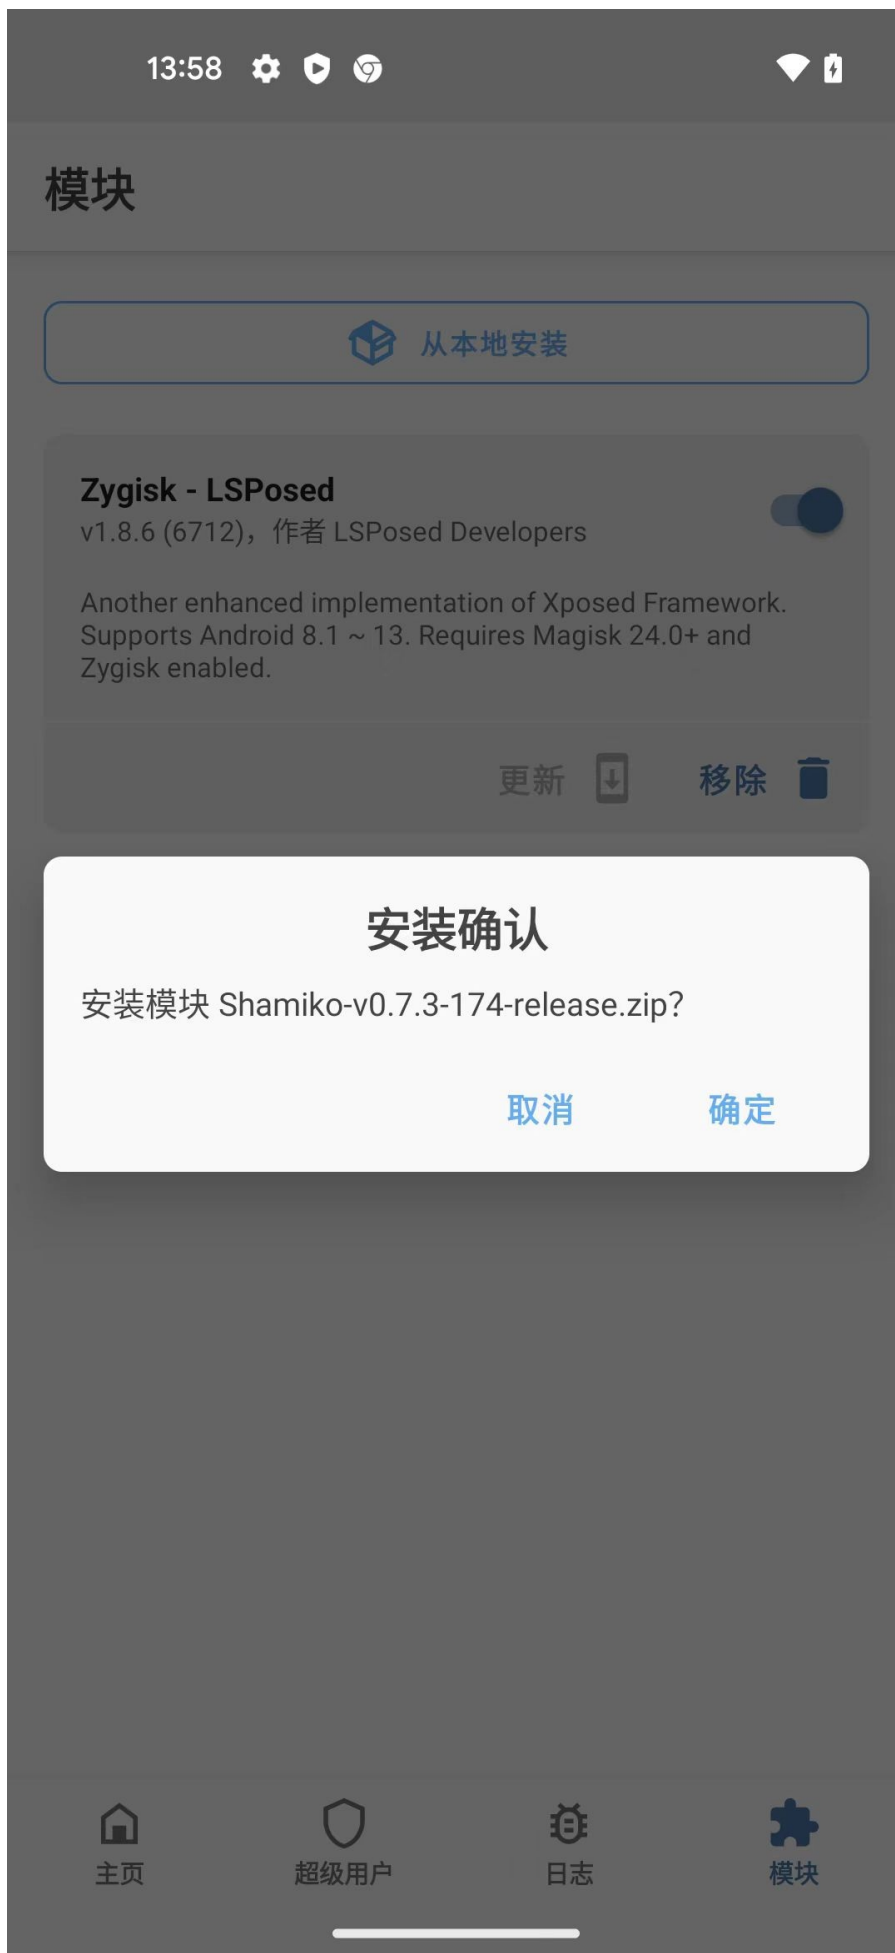 13:58
模块
从本地安装
Zygisk - LSPosed
v1.8.6 (6712)，作者 LSPosed Developers
Another enhanced implementation of Xposed Framework.
Supports Android 8.1 ~ 13. Requires Magisk 24.0+ and
Zygisk enabled.
更新 移除
安装确认
安装模块 Shamiko-v0.7.3-174-release.zip？
取消 确定
主页 超级用户 日志 模块